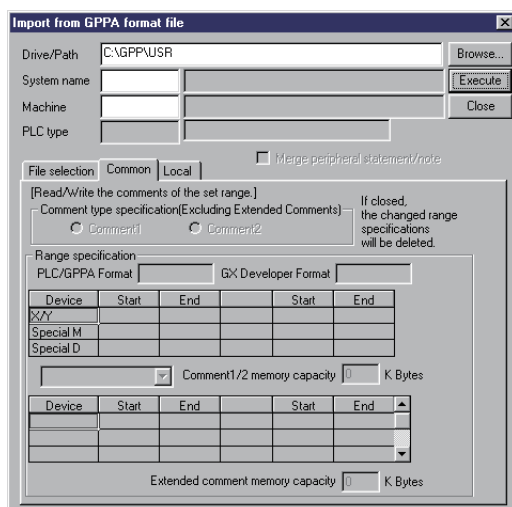 Import from GPPA format file
Drive/Path C:\GPP\USR Browse...
System name Execute
Machine Close
PLC type
Merge peripheral statement/note
File selection Common Local
[Read/Write the comments of the set range.]
Comment type specification(Excluding Extended Comments)
Comment1 Comment2
If closed,
the changed range
specifications
will be deleted.
Range specification
PLC/GPPA Format GX Developer Format
Device Start End Start End
X/Y
Special M
Special D
Comment1/2 memory capacity 0 K Bytes
Device Start End Start End
Extended comment memory capacity 0 K Bytes